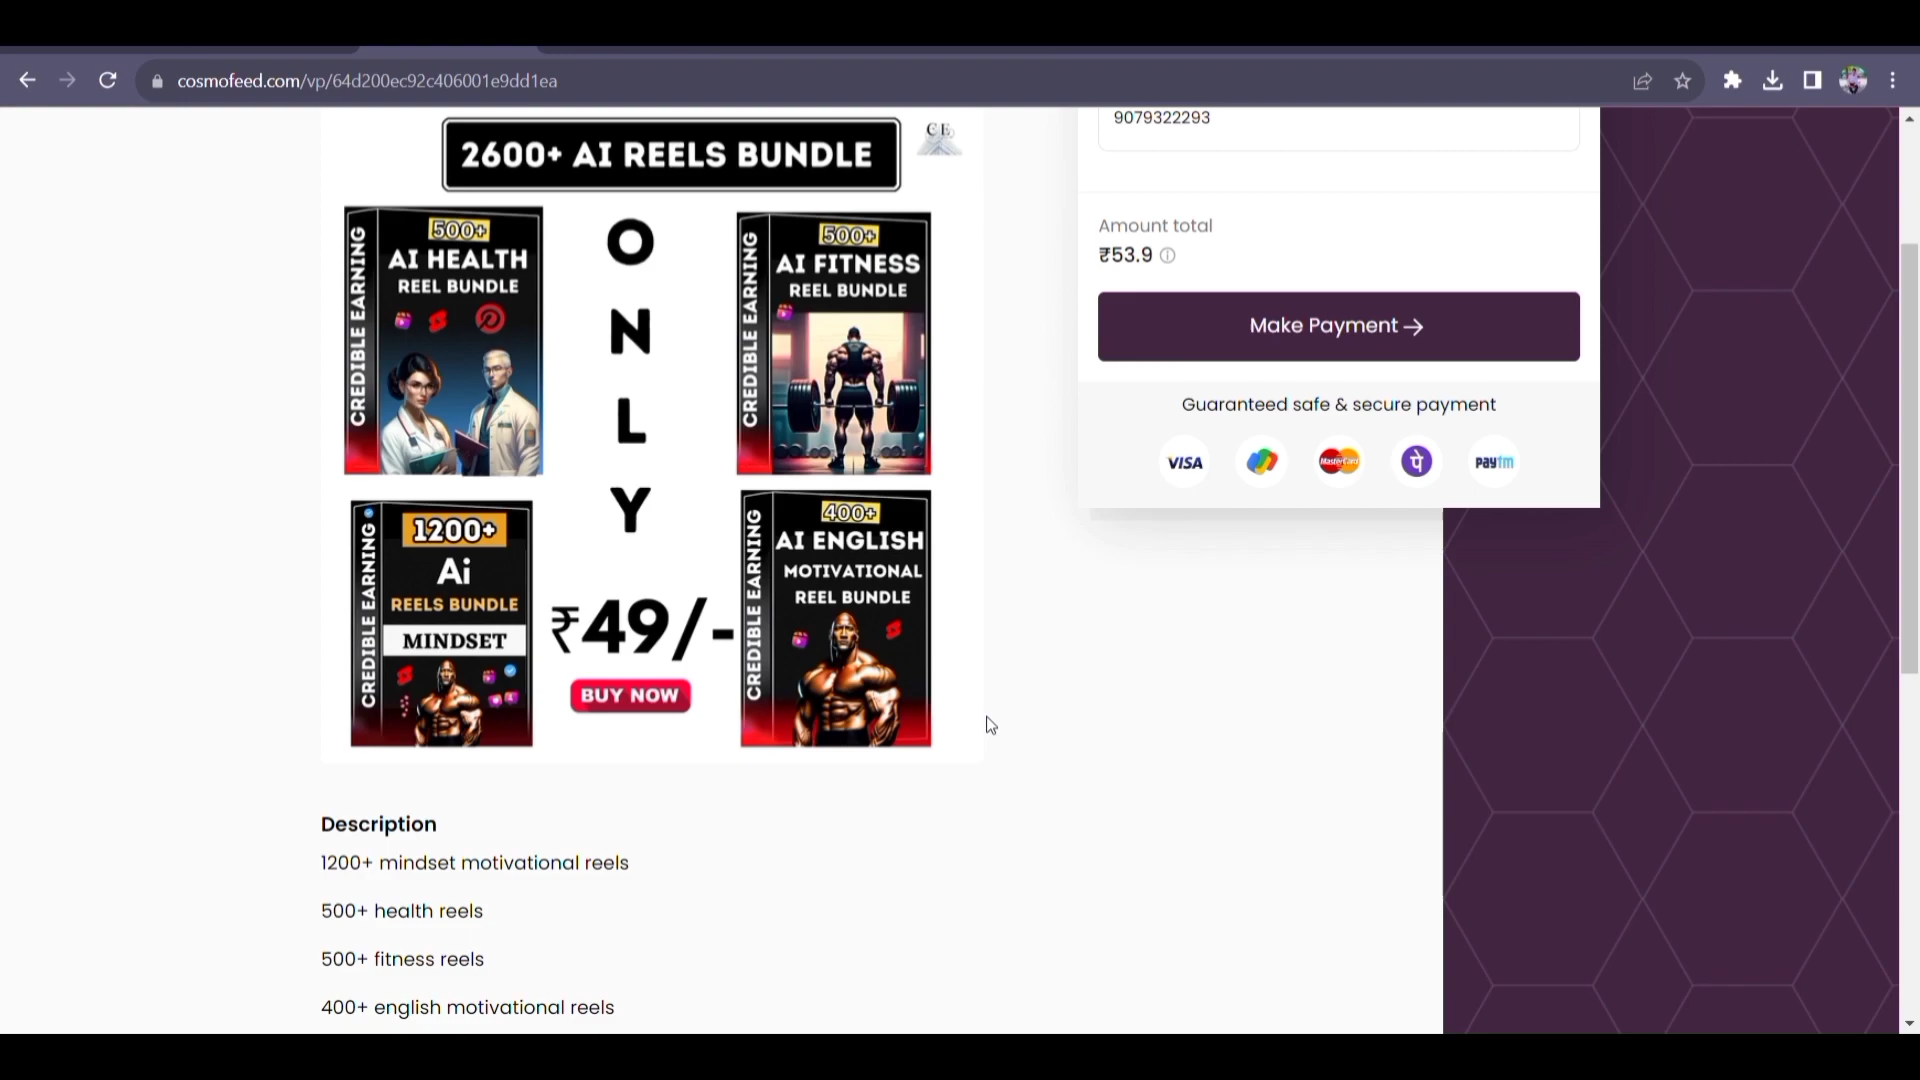 cosmofeed.com/vp/64d200ec92c406001e9dd1ea
2600+ AI REELS BUNDLE
C E
CREDIBLE EARNING
500+
AI HEALTH
REEL BUNDLE
O
N
L
Y
CREDIBLE EARNING
500+
AI FITNESS
REEL BUNDLE
CREDIBLE EARNING
1200+
Ai
REELS BUNDLE
MINDSET
₹49/-
BUY NOW
CREDIBLE EARNING
400+
AI ENGLISH
MOTIVATIONAL
REEL BUNDLE
Description
1200+ mindset motivational reels
500+ health reels
500+ fitness reels
400+ english motivational reels
9079322293
Amount total
₹53.9
Make Payment →
Guaranteed safe & secure payment
VISA
MasterCard
पे
paytm